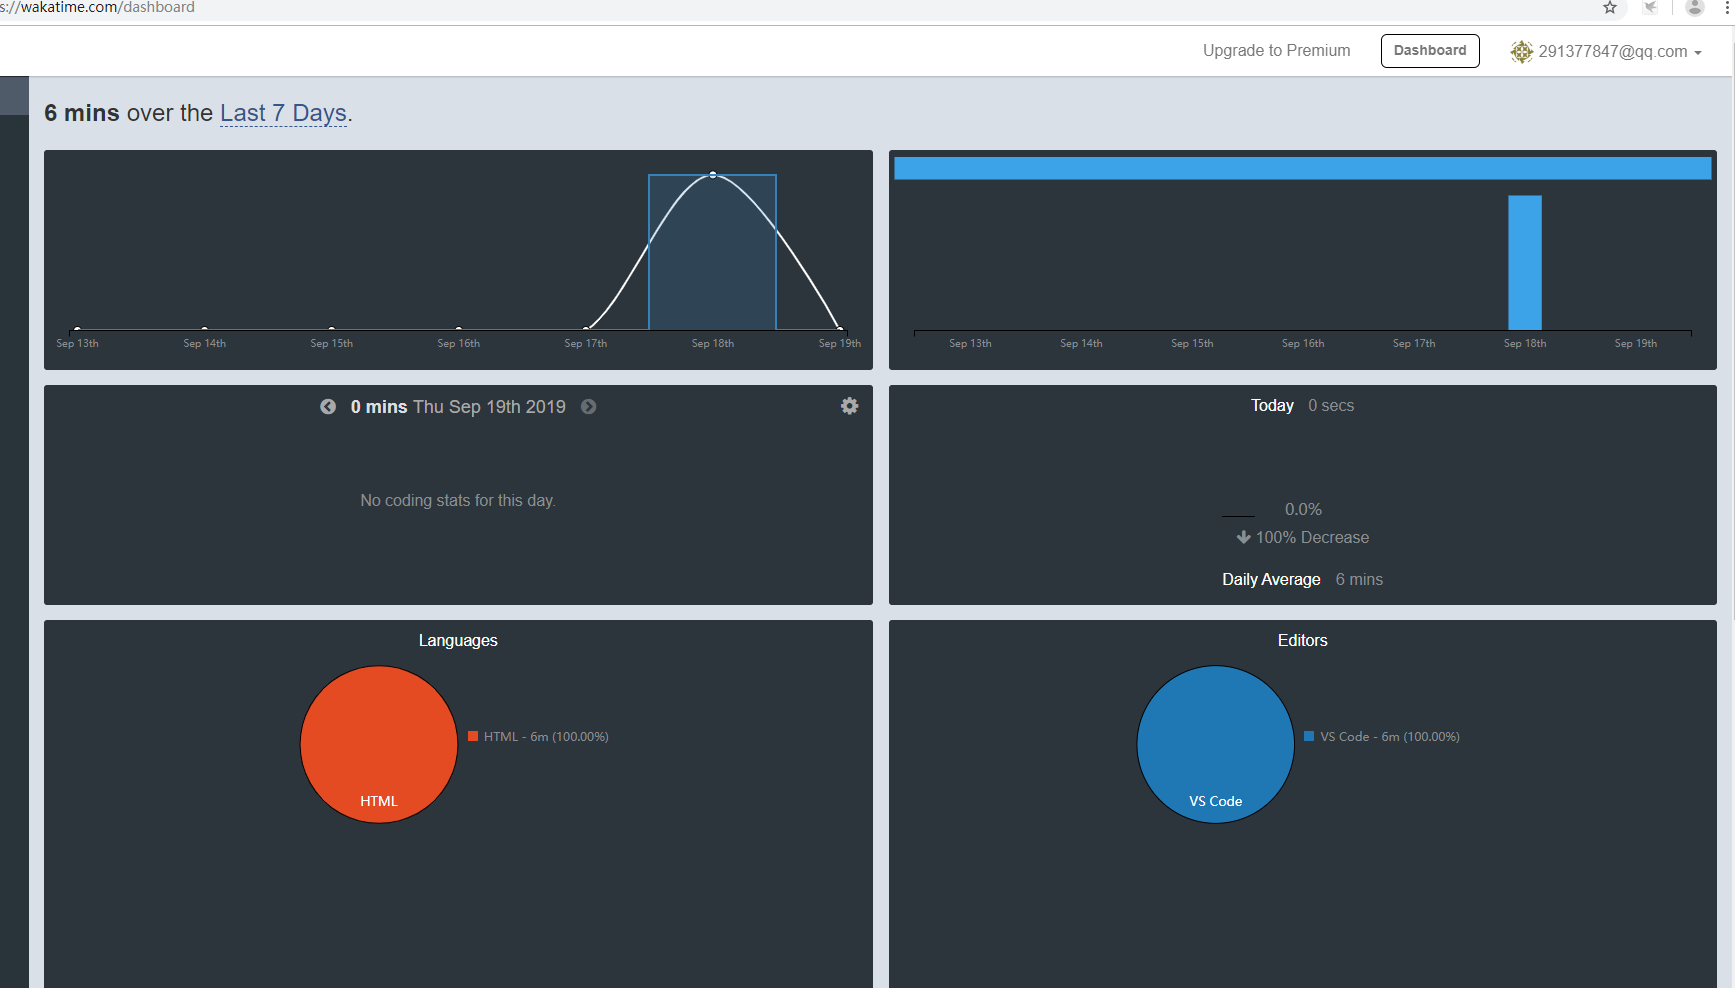 s://wakatime.com/dashboard
Upgrade to Premium
Dashboard
291377847@qq.com
6 mins over the Last 7 Days.
Sep 13th Sep 14th Sep 15th Sep 16th Sep 17th Sep 18th Sep 19th
Sep 13th Sep 14th Sep 15th Sep 16th Sep 17th Sep 18th Sep 19th
0 mins Thu Sep 19th 2019
No coding stats for this day.
Today 0 secs
0.0%
100% Decrease
Daily Average 6 mins
Languages
HTML - 6m (100.00%)
HTML
Editors
VS Code - 6m (100.00%)
VS Code